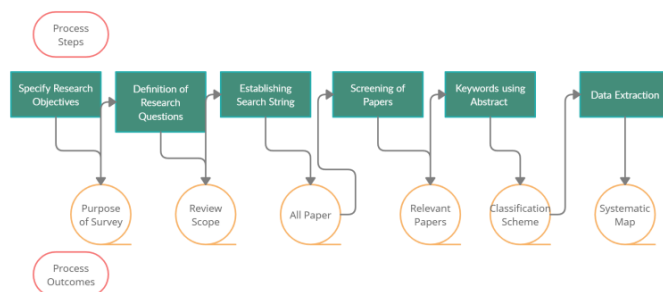 Process
Steps
Specify Research
Objectives
Definition of
Research
Questions
Establishing
Search String
Screening of
Papers
Keywords using
Abstract
Data Extraction
Purpose
of Survey
Review
Scope
All Paper
Relevant
Papers
Classification
Scheme
Systematic
Map
Process
Outcomes